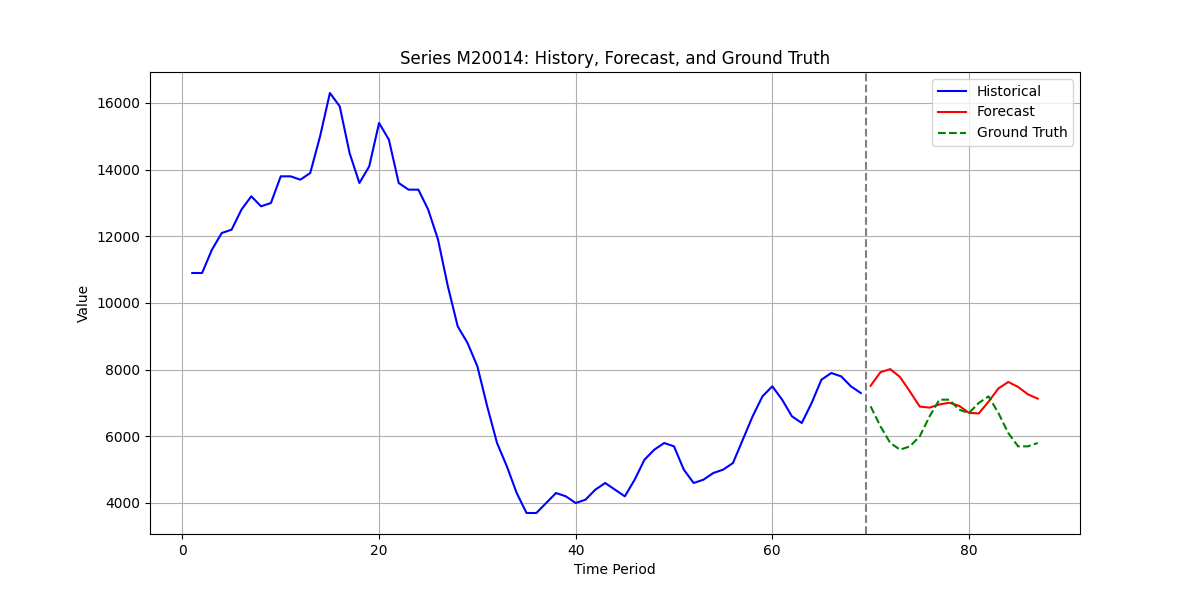 Series M20014: History, Forecast, and Ground Truth
Historical
Forecast
Ground Truth
Value
16000
14000
12000
10000
8000
6000
4000
0 20 40 60 80
Time Period